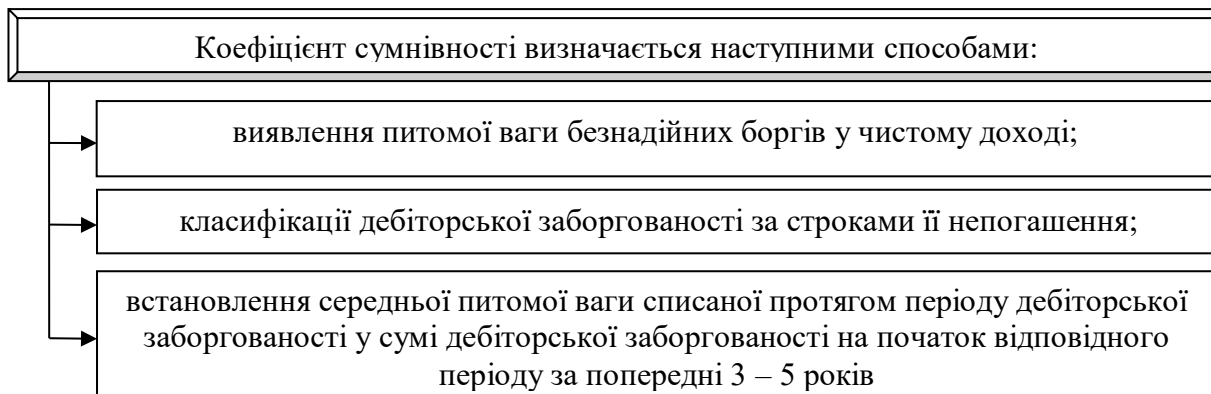 Коефіцієнт сумнівності визначається наступними способами:
виявлення питомої ваги безнадійних боргів у чистому доході;
класифікації дебіторської заборгованості за строками її непогашення;
встановлення середньої питомої ваги списаної протягом періоду дебіторської
заборгованості у сумі дебіторської заборгованості на початок відповідного
періоду за попередні 3 – 5 років